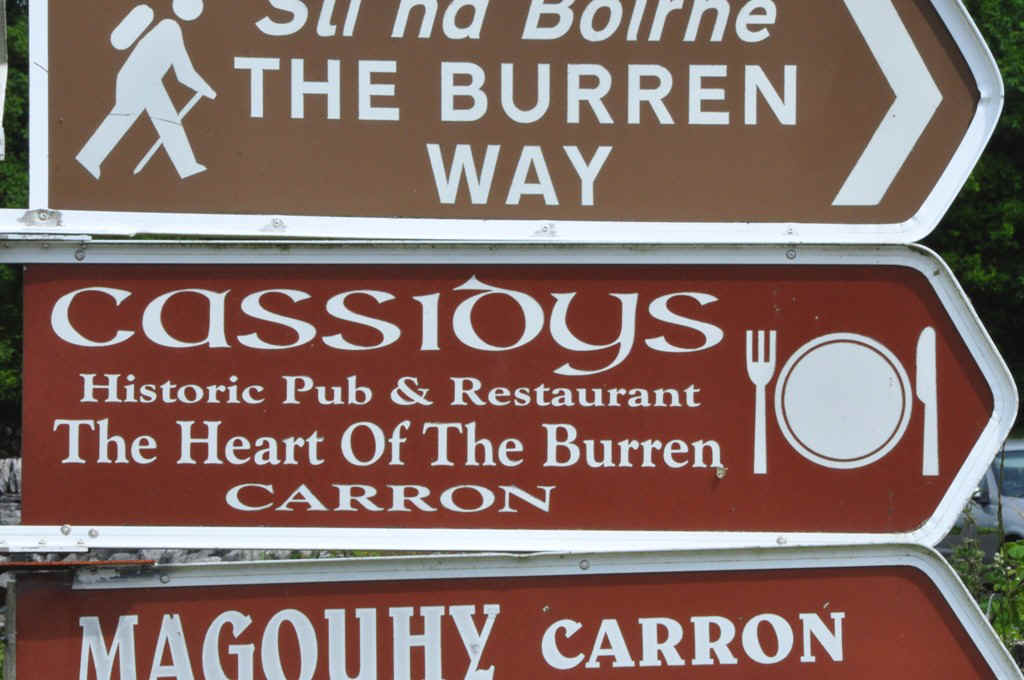 Slí na Boirne
THE BURREN
WAY
CASSIDYS
Historic Pub & Restaurant
The Heart Of The Burren
CARRON
MAGOUHY CARRON